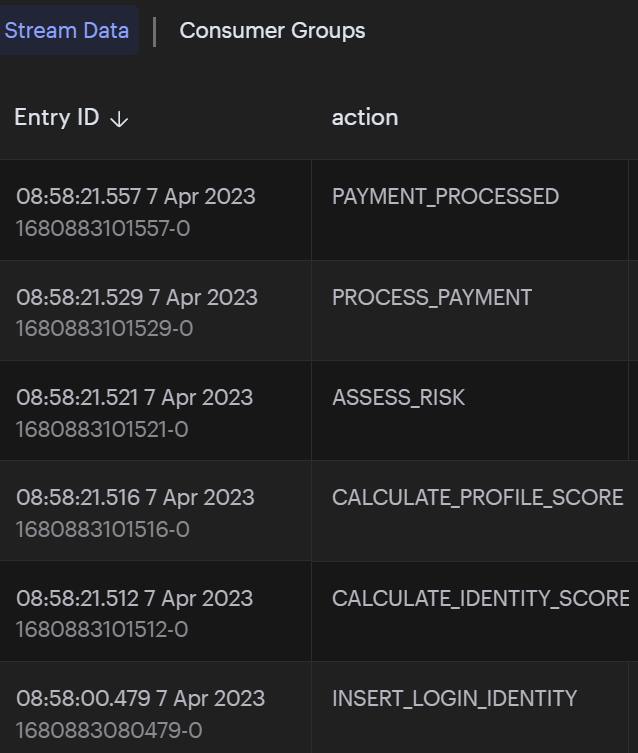 Stream Data | Consumer Groups
Entry ID ↓ action
08:58:21.557 7 Apr 2023 PAYMENT_PROCESSED
1680883101557-0
08:58:21.529 7 Apr 2023 PROCESS_PAYMENT
1680883101529-0
08:58:21.521 7 Apr 2023 ASSESS_RISK
1680883101521-0
08:58:21.516 7 Apr 2023 CALCULATE_PROFILE_SCORE
1680883101516-0
08:58:21.512 7 Apr 2023 CALCULATE_IDENTITY_SCORE
1680883101512-0
08:58:00.479 7 Apr 2023 INSERT_LOGIN_IDENTITY
1680883080479-0